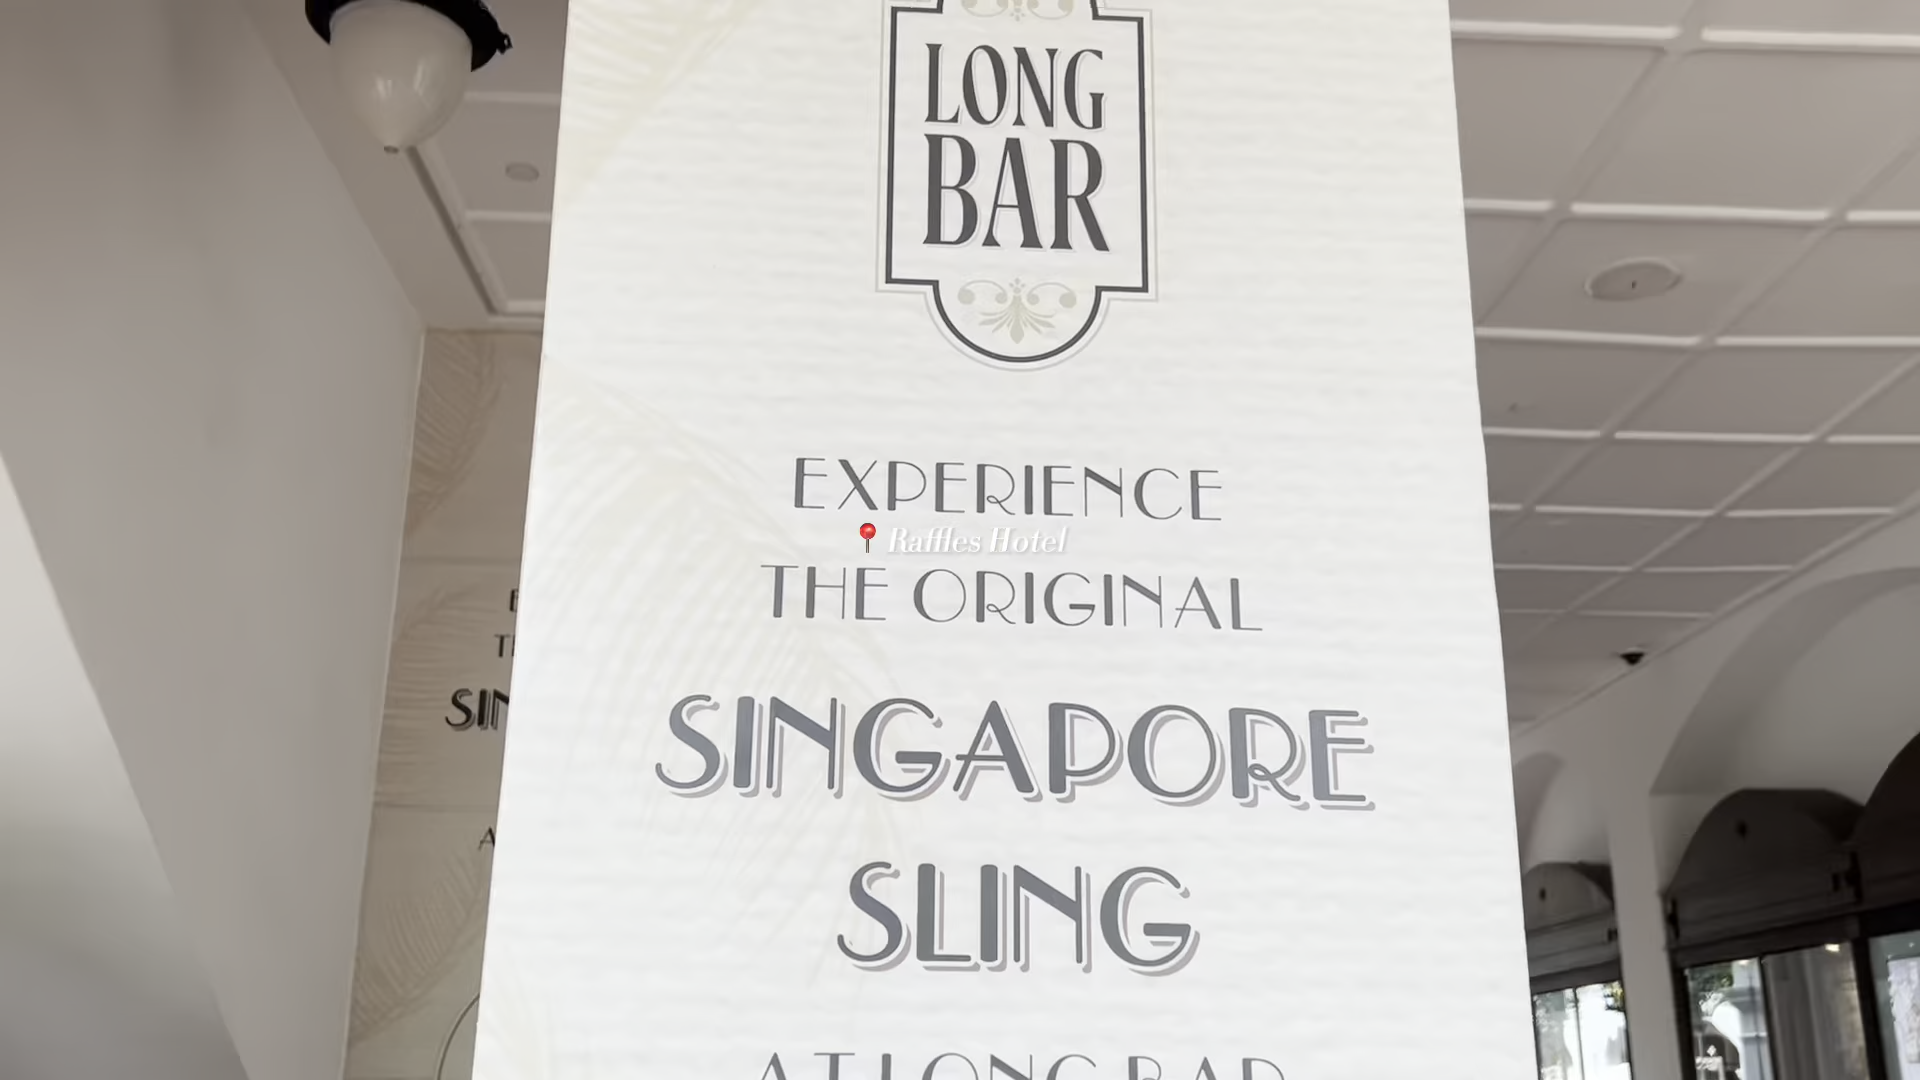 LONG
BAR
EXPERIENCE
📍 Raffles Hotel
THE ORIGINAL
SINGAPORE
SLING
AT LONG BAR